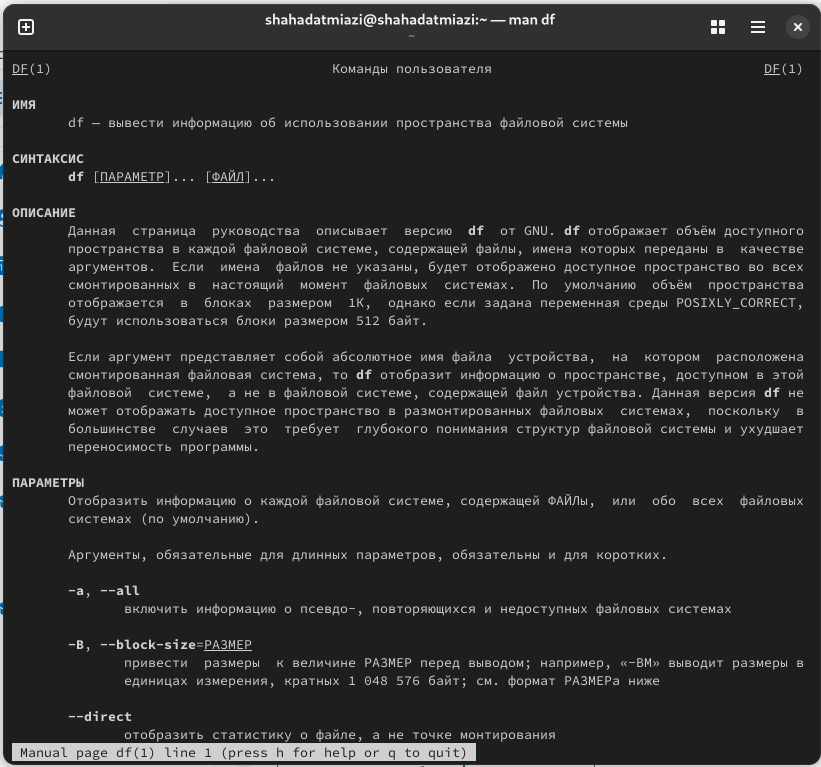 shahadatmiazi@shahadatmiazi:~ — man df
~
DF(1) Команды пользователя DF(1)
ИМЯ
df — вывести информацию об использовании пространства файловой системы
СИНТАКСИС
df [ПАРАМЕТР]... [ФАЙЛ]...
ОПИСАНИЕ
Данная страница руководства описывает версию df от GNU. df отображает объём доступного
пространства в каждой файловой системе, содержащей файлы, имена которых переданы в качестве
аргументов. Если имена файлов не указаны, будет отображено доступное пространство во всех
смонтированных в настоящий момент файловых системах. По умолчанию объём пространства
отображается в блоках размером 1K, однако если задана переменная среды POSIXLY_CORRECT,
будут использоваться блоки размером 512 байт.
Если аргумент представляет собой абсолютное имя файла устройства, на котором расположена
смонтированная файловая система, то df отобразит информацию о пространстве, доступном в этой
файловой системе, а не в файловой системе, содержащей файл устройства. Данная версия df не
может отображать доступное пространство в размонтированных файловых системах, поскольку в
большинстве случаев это требует глубокого понимания структур файловой системы и ухудшает
переносимость программы.
ПАРАМЕТРЫ
Отобразить информацию о каждой файловой системе, содержащей ФАЙЛы, или обо всех файловых
системах (по умолчанию).
Аргументы, обязательные для длинных параметров, обязательны и для коротких.
-a, --all
включить информацию о псевдо-, повторяющихся и недоступных файловых системах
-B, --block-size=РАЗМЕР
привести размеры к величине РАЗМЕР перед выводом; например, «-BM» выводит размеры в
единицах измерения, кратных 1 048 576 байт; см. формат РАЗМЕРа ниже
--direct
отобразить статистику о файле, а не точке монтирования
Manual page df(1) line 1 (press h for help or q to quit)